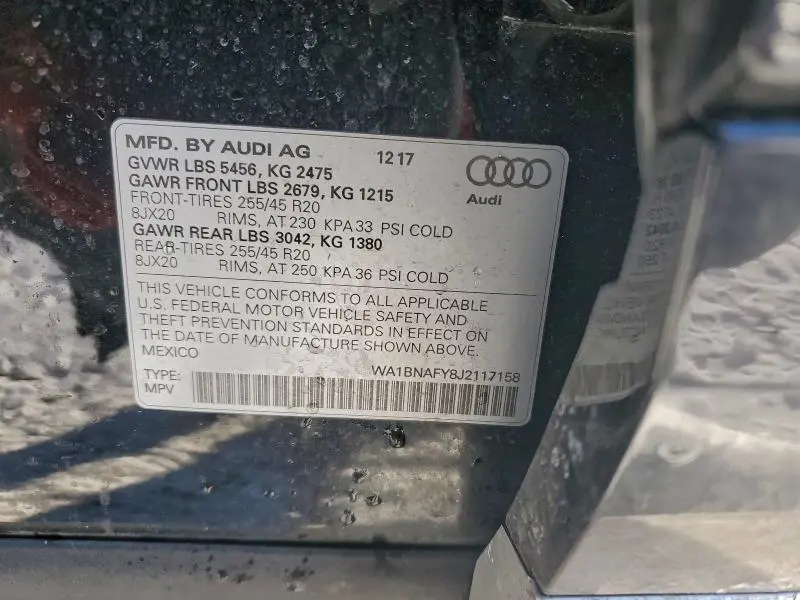 MFD. BY AUDI AG 12 17
GVWR LBS 5456, KG 2475
GAWR FRONT LBS 2679, KG 1215
FRONT-TIRES 255/45 R20
8JX20 RIMS, AT 230 KPA 33 PSI COLD
GAWR REAR LBS 3042, KG 1380
REAR-TIRES 255/45 R20
8JX20 RIMS, AT 250 KPA 36 PSI COLD
Audi
THIS VEHICLE CONFORMS TO ALL APPLICABLE
U.S. FEDERAL MOTOR VEHICLE SAFETY AND
THEFT PREVENTION STANDARDS IN EFFECT ON
THE DATE OF MANUFACTURE SHOWN ABOVE.
MEXICO
WA1BNAFY8J2117158
TYPE:
MPV